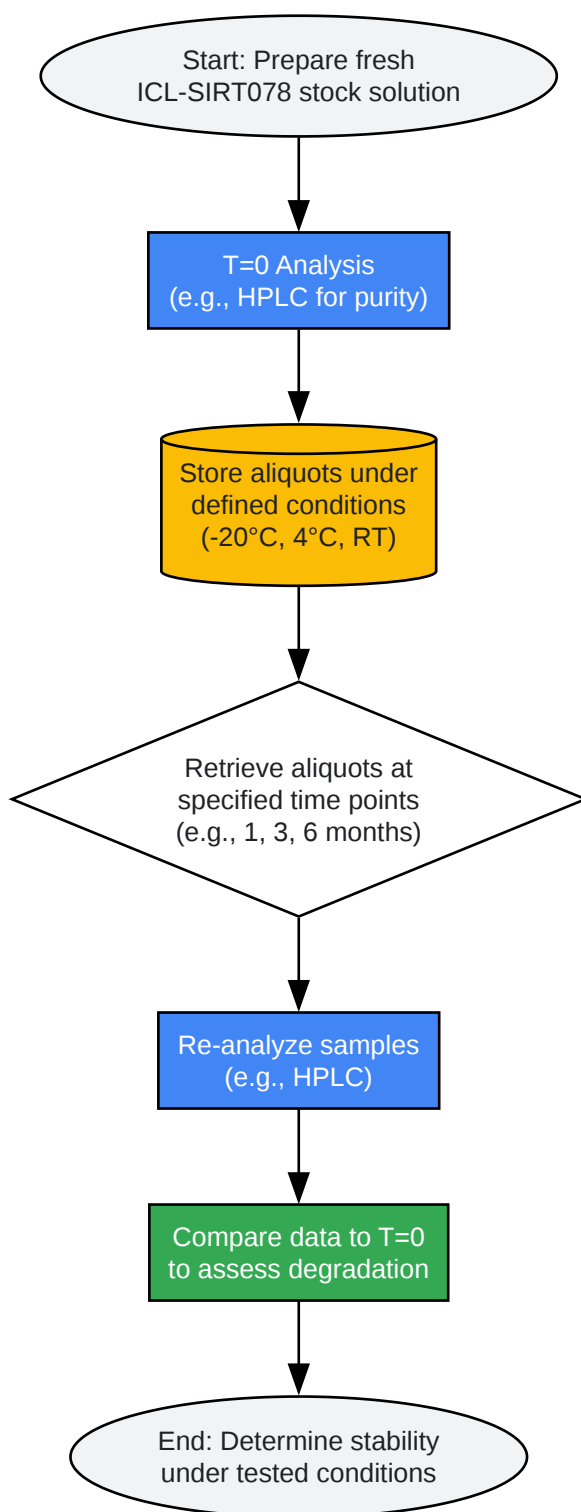 Start: Prepare fresh
ICL-SIRT078 stock solution
T=0 Analysis
(e.g., HPLC for purity)
Store aliquots under
defined conditions
(-20°C, 4°C, RT)
Retrieve aliquots at
specified time points
(e.g., 1, 3, 6 months)
Re-analyze samples
(e.g., HPLC)
Compare data to T=0
to assess degradation
End: Determine stability
under tested conditions